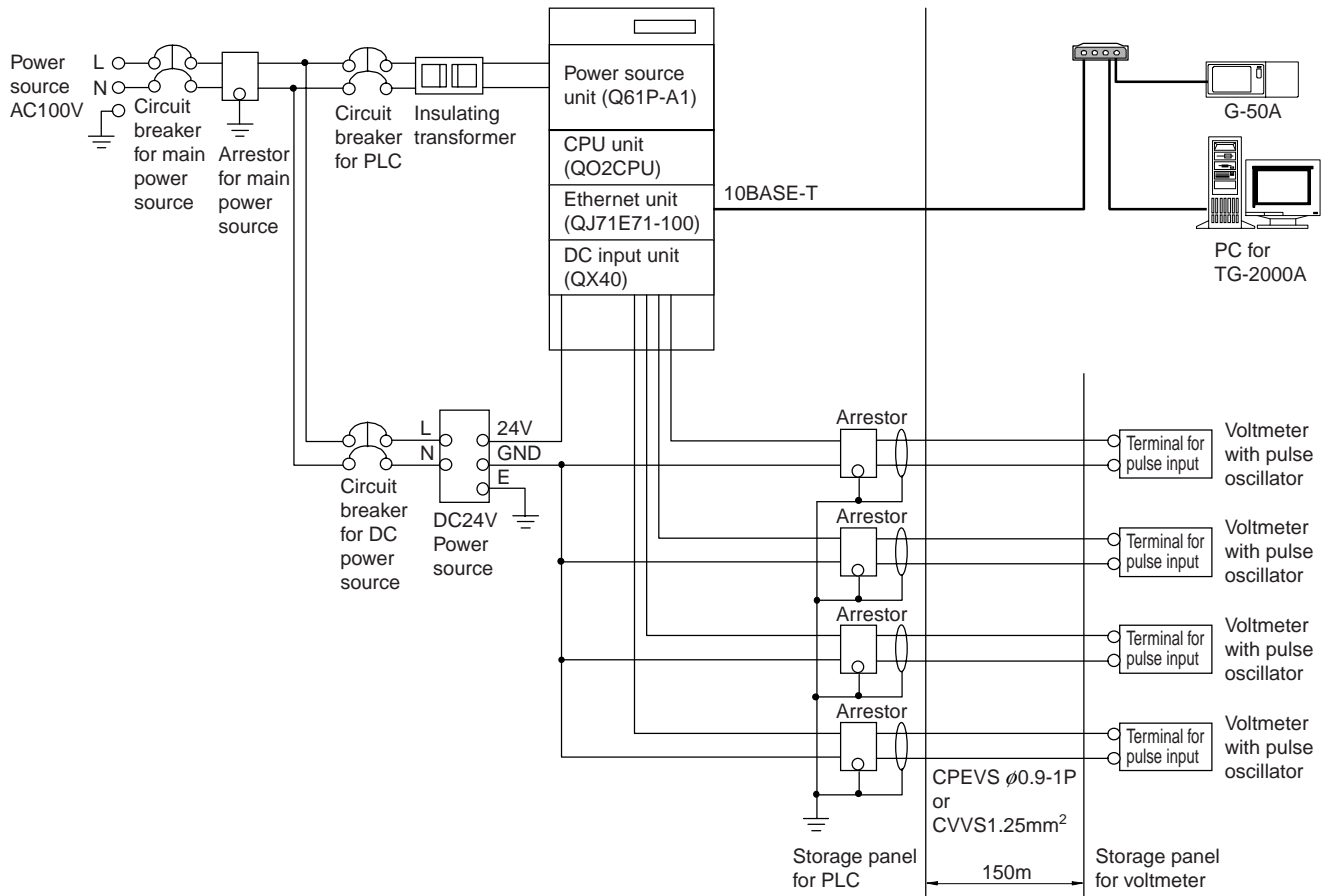 Power
source
AC100V
L
N
Circuit
breaker
for main
power
source
Arrestor
for main
power
source
Circuit
breaker
for PLC
Insulating
transformer
Power source
unit (Q61P-A1)
CPU unit
(QO2CPU)
Ethernet unit
(QJ71E71-100)
DC input unit
(QX40)
10BASE-T
G-50A
PC for
TG-2000A
Circuit
breaker
for DC
power
source
L
N
24V
GND
E
DC24V
Power
source
Arrestor
Terminal for
pulse input
Voltmeter
with pulse
oscillator
Arrestor
Terminal for
pulse input
Voltmeter
with pulse
oscillator
Arrestor
Terminal for
pulse input
Voltmeter
with pulse
oscillator
Arrestor
Terminal for
pulse input
Voltmeter
with pulse
oscillator
CPEVS ø0.9-1P
or
CVVS1.25mm²
Storage panel
for PLC
150m
Storage panel
for voltmeter